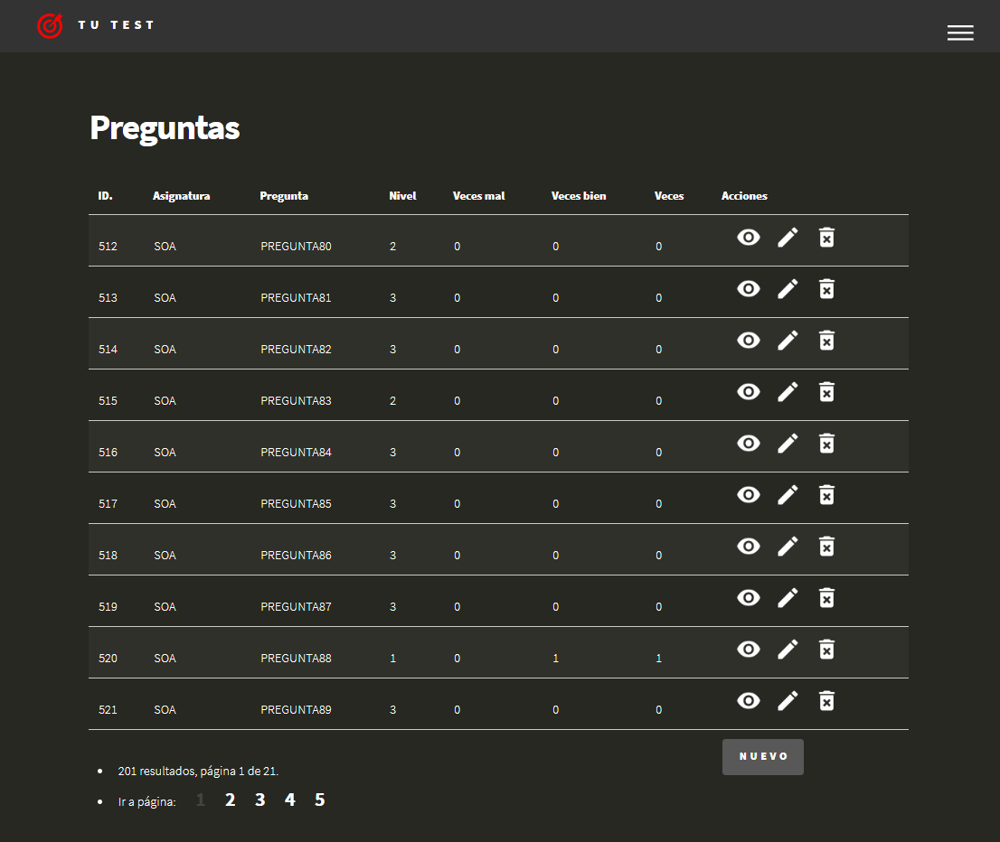 TU TEST
Preguntas
ID. Asignatura Pregunta Nivel Veces mal Veces bien Veces Acciones
512 SOA PREGUNTA80 2 0 0 0
513 SOA PREGUNTA81 3 0 0 0
514 SOA PREGUNTA82 3 0 0 0
515 SOA PREGUNTA83 2 0 0 0
516 SOA PREGUNTA84 3 0 0 0
517 SOA PREGUNTA85 3 0 0 0
518 SOA PREGUNTA86 3 0 0 0
519 SOA PREGUNTA87 3 0 0 0
520 SOA PREGUNTA88 1 0 1 1
521 SOA PREGUNTA89 3 0 0 0
NUEVO
201 resultados, página 1 de 21.
Ir a página: 1 2 3 4 5